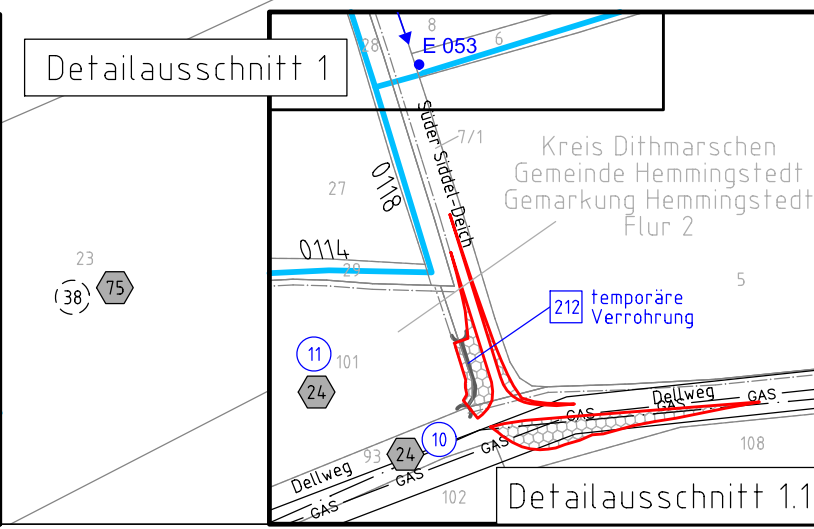 Detailausschnitt 1
8
28
6
E 053
Süder Siddel-Deich
7/1
Kreis Dithmarschen
Gemeinde Hemmingstedt
Gemarkung Hemmingstedt
Flur 2
27
0118
0114
29
23
38
75
5
212
temporäre
Verrohrung
11
101
24
Dellweg
GAS
GAS
GAS
10
93
24
GAS
108
Dellweg
GAS
102
GAS
Detailausschnitt 1.1